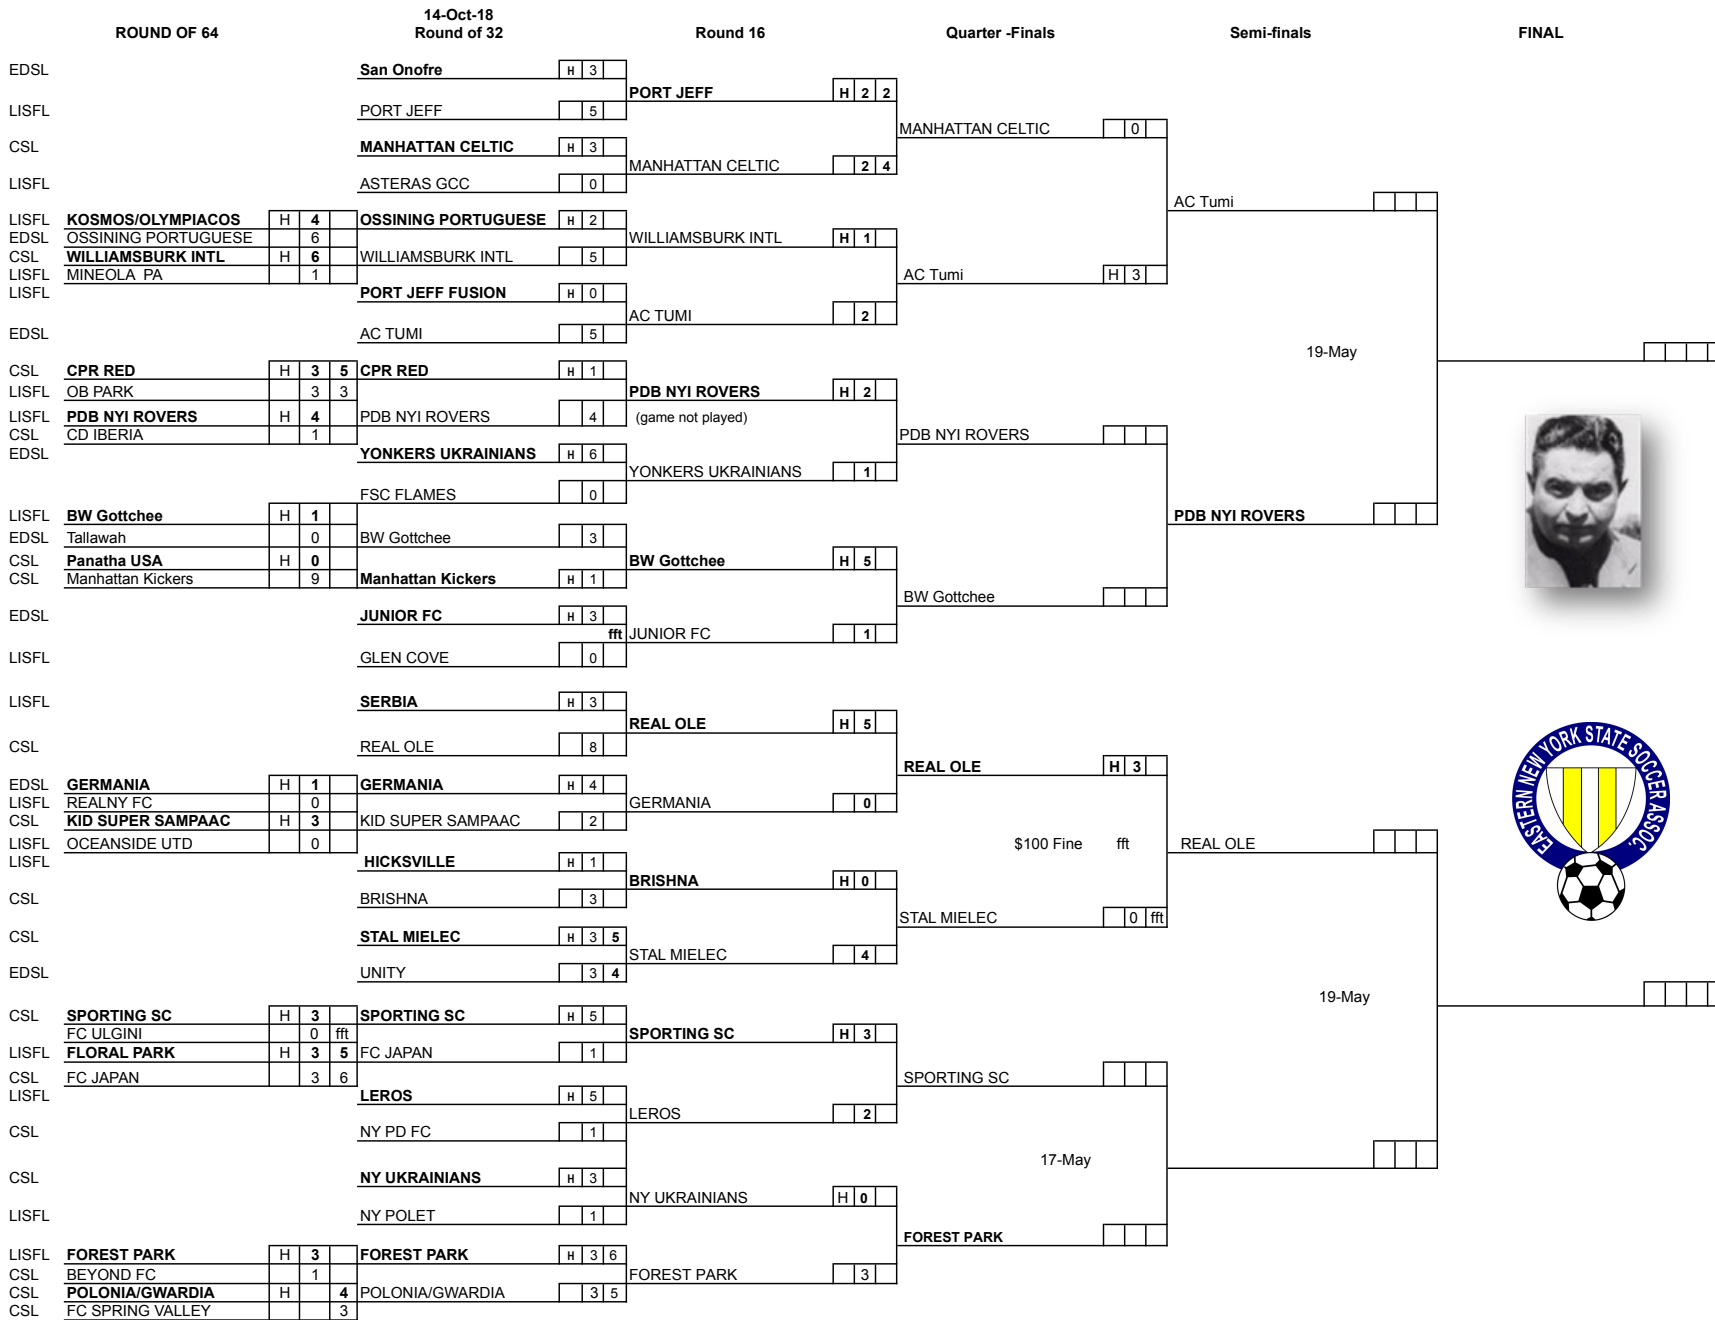 14-Oct-18
ROUND OF 64 Round of 32 Round 16 Quarter -Finals Semi-finals FINAL
EDSL San Onofre H 3
PORT JEFF H 2 2
LISFL PORT JEFF 5
MANHATTAN CELTIC 0
CSL MANHATTAN CELTIC H 3
MANHATTAN CELTIC 2 4
LISFL ASTERAS GCC 0
AC Tumi
LISFL KOSMOS/OLYMPIACOS H 4 OSSINING PORTUGUESE H 2
EDSL OSSINING PORTUGUESE 6 WILLIAMSBURK INTL H 1
CSL WILLIAMSBURK INTL H 6 WILLIAMSBURK INTL 5
LISFL MINEOLA PA 1 AC Tumi H 3
LISFL PORT JEFF FUSION H 0
AC TUMI 2
EDSL AC TUMI 5
19-May
CSL CPR RED H 3 5 CPR RED H 1
LISFL OB PARK 3 3 PDB NYI ROVERS H 2
LISFL PDB NYI ROVERS H 4 PDB NYI ROVERS 4 (game not played)
CSL CD IBERIA 1 PDB NYI ROVERS
EDSL YONKERS UKRAINIANS H 6
YONKERS UKRAINIANS 1
FSC FLAMES 0
LISFL BW Gottchee H 1 PDB NYI ROVERS
EDSL Tallawah 0 BW Gottchee 3
CSL Panatha USA H 0 BW Gottchee H 5
CSL Manhattan Kickers 9 Manhattan Kickers H 1
BW Gottchee
EDSL JUNIOR FC H 3
fft JUNIOR FC 1
LISFL GLEN COVE 0
LISFL SERBIA H 3
REAL OLE H 5
CSL REAL OLE 8
REAL OLE H 3
EDSL GERMANIA H 1 GERMANIA H 4
LISFL REALNY FC 0 GERMANIA 0
CSL KID SUPER SAMPAAC H 3 KID SUPER SAMPAAC 2
LISFL OCEANSIDE UTD 0 $100 Fine fft REAL OLE
LISFL HICKSVILLE H 1
BRISHNA H 0
CSL BRISHNA 3
STAL MIELEC 0 fft
CSL STAL MIELEC H 3 5
STAL MIELEC 4
EDSL UNITY 3 4
19-May
CSL SPORTING SC H 3 SPORTING SC H 5
FC ULGINI 0 fft SPORTING SC H 3
LISFL FLORAL PARK H 3 5 FC JAPAN 1
CSL FC JAPAN 3 6 SPORTING SC
LISFL LEROS H 5
LEROS 2
CSL NY PD FC 1
17-May
CSL NY UKRAINIANS H 3
NY UKRAINIANS H 0
LISFL NY POLET 1
FOREST PARK
LISFL FOREST PARK H 3 FOREST PARK H 3 6
CSL BEYOND FC 1 FOREST PARK 3
CSL POLONIA/GWARDIA H 4 POLONIA/GWARDIA 3 5
CSL FC SPRING VALLEY 3
EASTERN NEW YORK STATE SOCCER ASSOC.